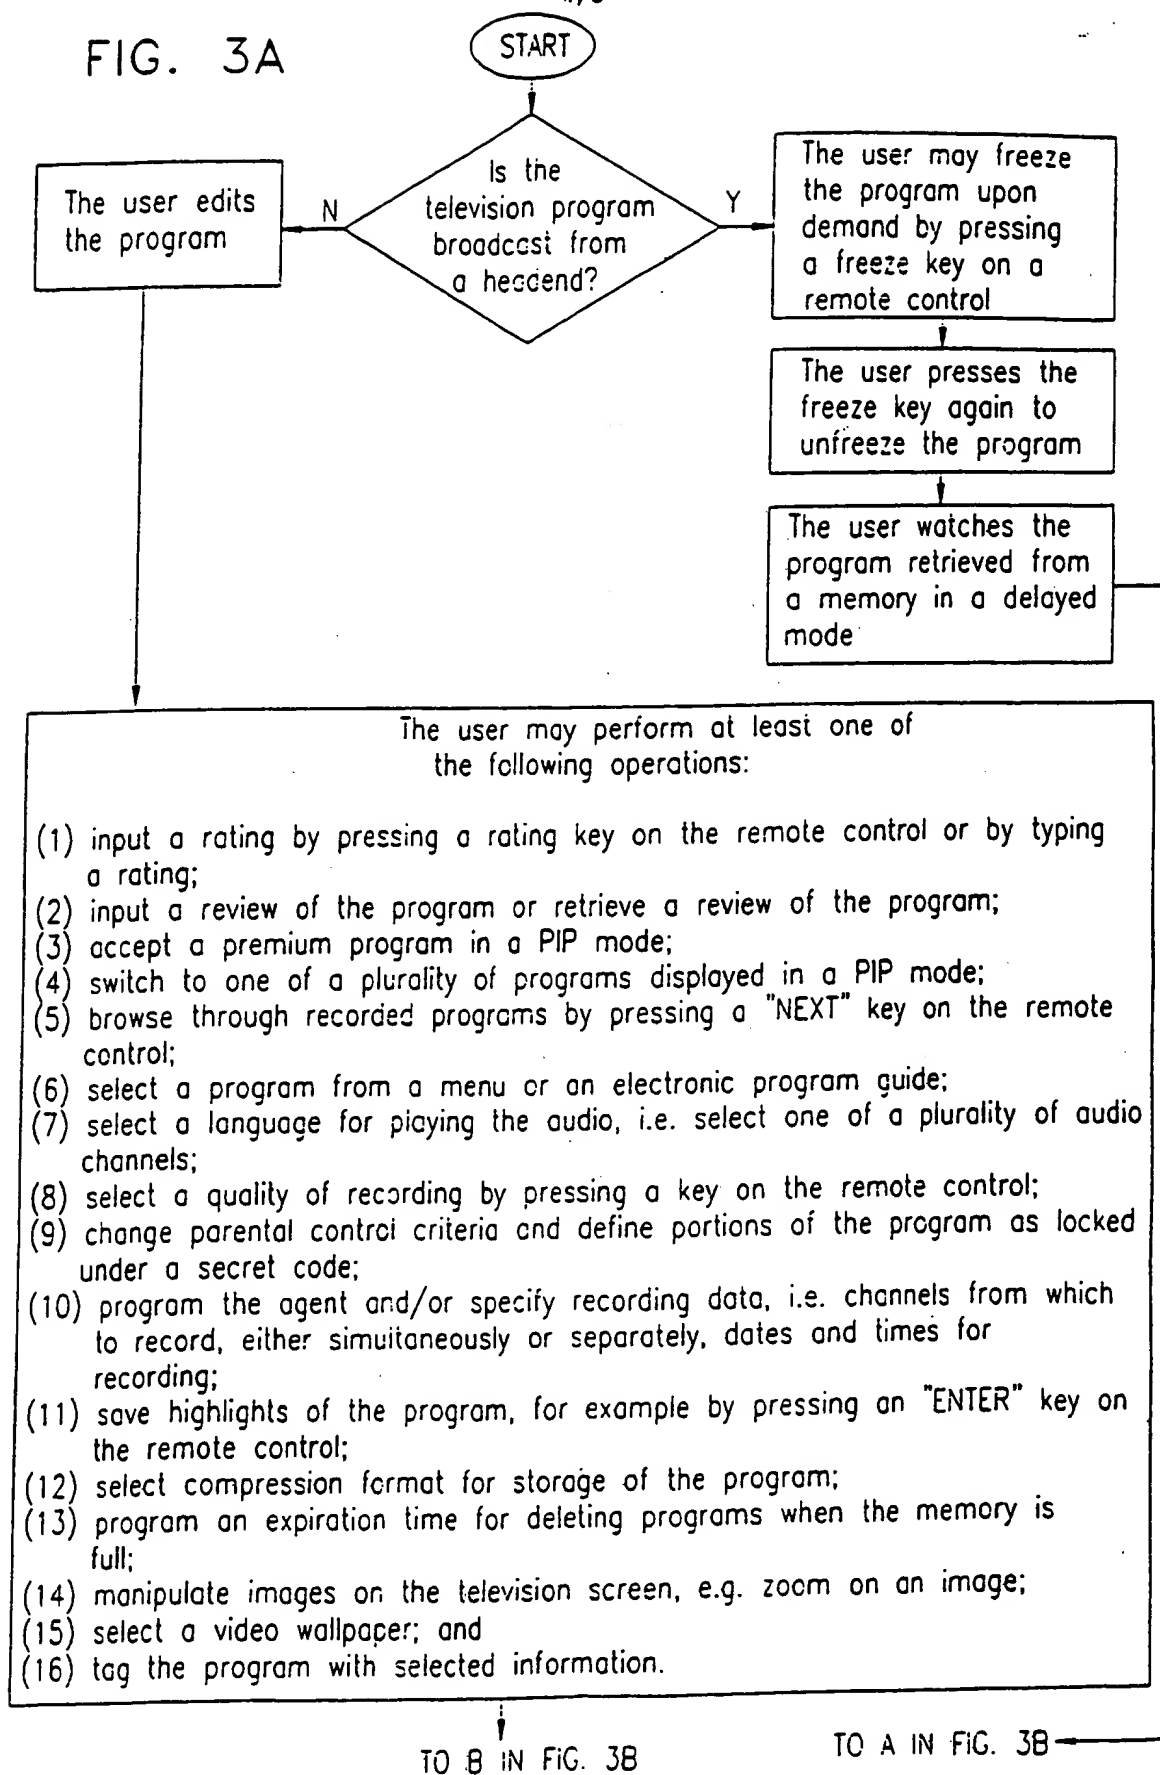 FIG. 3A
START
Is the
television program
broadcast from
a headend?
N
Y
The user edits
the program
The user may freeze
the program upon
demand by pressing
a freeze key on a
remote control
The user presses the
freeze key again to
unfreeze the program
The user watches the
program retrieved from
a memory in a delayed
mode
The user may perform at least one of
the following operations:
(1) input a rating by pressing a rating key on the remote control or by typing
a rating;
(2) input a review of the program or retrieve a review of the program;
(3) accept a premium program in a PIP mode;
(4) switch to one of a plurality of programs displayed in a PIP mode;
(5) browse through recorded programs by pressing a "NEXT" key on the remote
control;
(6) select a program from a menu or an electronic program guide;
(7) select a language for playing the audio, i.e. select one of a plurality of audio
channels;
(8) select a quality of recording by pressing a key on the remote control;
(9) change parental control criteria and define portions of the program as locked
under a secret code;
(10) program the agent and/or specify recording data, i.e. channels from which
to record, either simultaneously or separately, dates and times for
recording;
(11) save highlights of the program, for example by pressing an "ENTER" key on
the remote control;
(12) select compression format for storage of the program;
(13) program an expiration time for deleting programs when the memory is
full;
(14) manipulate images on the television screen, e.g. zoom on an image;
(15) select a video wallpaper; and
(16) tag the program with selected information.
TO B IN FIG. 3B
TO A IN FIG. 3B